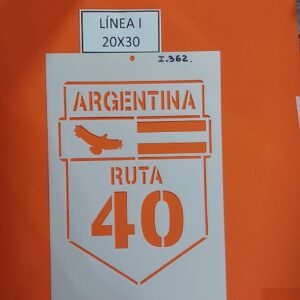 LÍNEA I
20X30
I.362.
ARGENTINA
RUTA
40